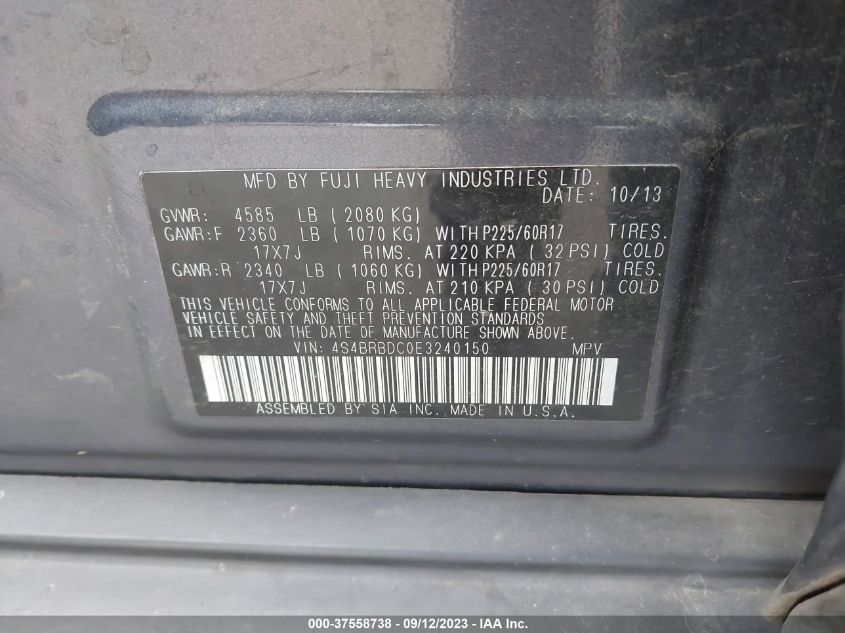 MFD BY FUJI HEAVY INDUSTRIES LTD.
DATE: 10/13
GVWR: 4585 LB (2080 KG)
GAWR:F 2360 LB (1070 KG) WITH P225/60R17 TIRES.
17X7J RIMS. AT 220 KPA (32 PSI) COLD
GAWR:R 2340 LB (1060 KG) WITH P225/60R17 TIRES.
17X7J RIMS. AT 210 KPA (30 PSI) COLD
THIS VEHICLE CONFORMS TO ALL APPLICABLE FEDERAL MOTOR
VEHICLE SAFETY AND THEFT PREVENTION STANDARDS
IN EFFECT ON THE DATE OF MANUFACTURE SHOWN ABOVE.
VIN: 4S4BRBDC0E3240150 MPV
ASSEMBLED BY SIA INC. MADE IN U.S.A.
000-37558738 - 09/12/2023 - © IAA, Inc.